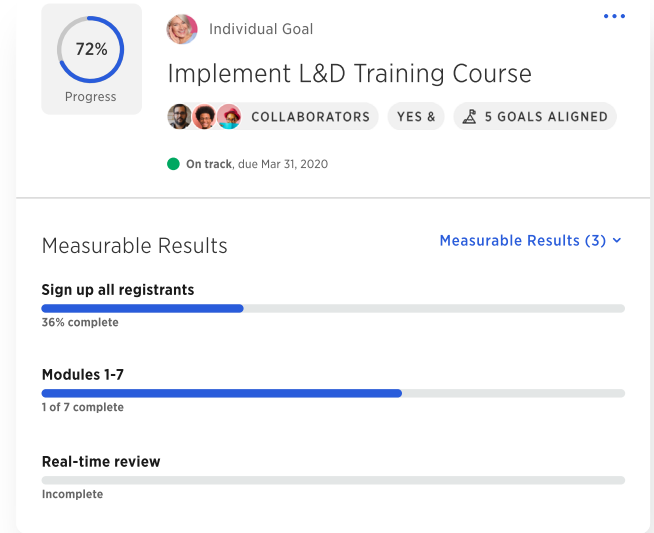 72%
Progress
Individual Goal
Implement L&D Training Course
COLLABORATORS
YES &
5 GOALS ALIGNED
On track, due Mar 31, 2020
Measurable Results
Measurable Results (3)
Sign up all registrants
36% complete
Modules 1-7
1 of 7 complete
Real-time review
Incomplete